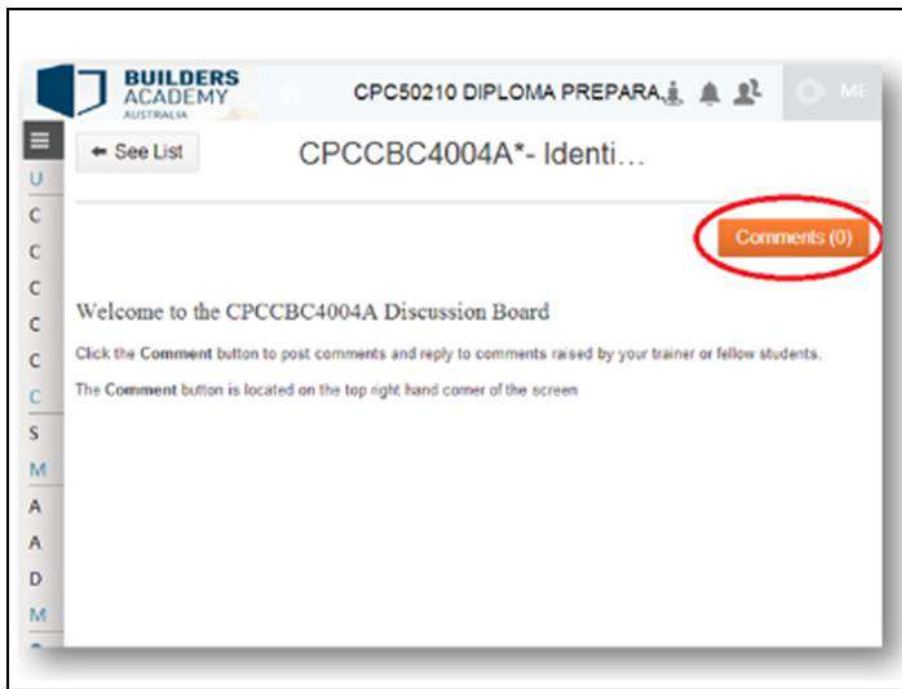 BUILDERS
ACADEMY
AUSTRALIA
CPC50210 DIPLOMA PREPARA..
ME
See List
CPCCBC4004A*- Identi...
Comments (0)
U
C
C
C
C
C
C
S
M
A
A
D
M
Welcome to the CPCCBC4004A Discussion Board
Click the Comment button to post comments and reply to comments raised by your trainer or fellow students.
The Comment button is located on the top right hand corner of the screen